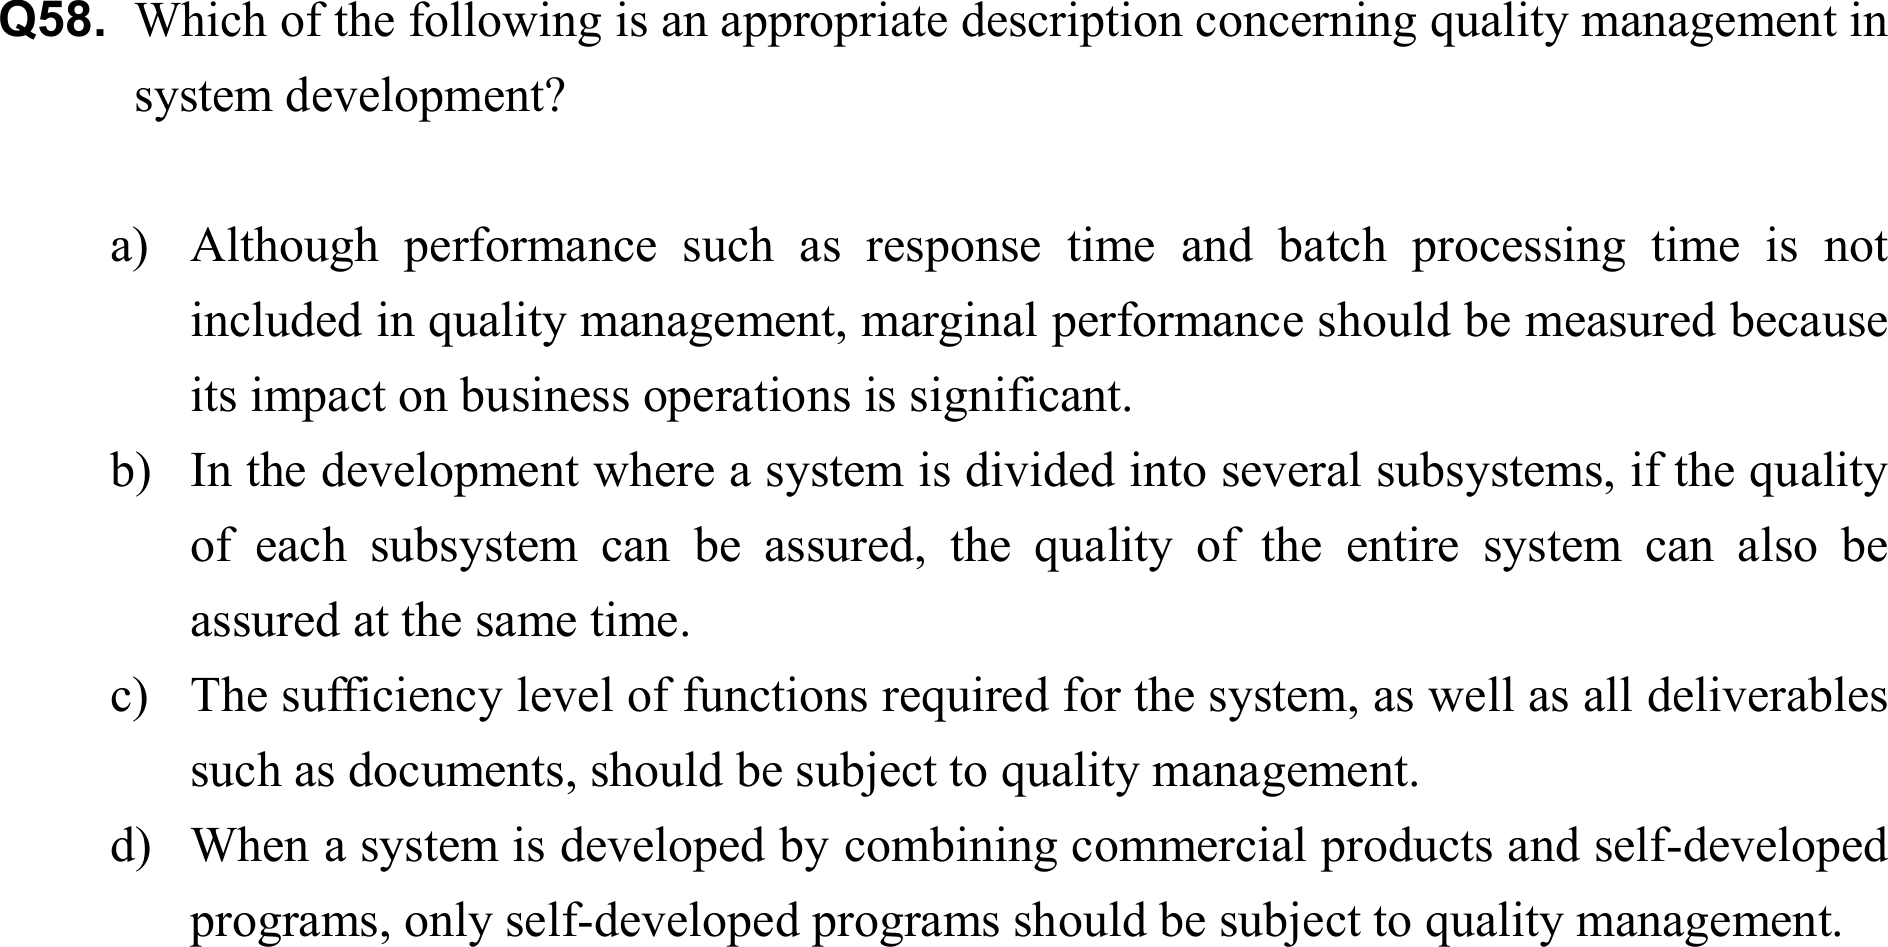 Q58. Which of the following is an appropriate description concerning quality management in
system development?
a) Although performance such as response time and batch processing time is not
included in quality management, marginal performance should be measured because
its impact on business operations is significant.
b) In the development where a system is divided into several subsystems, if the quality
of each subsystem can be assured, the quality of the entire system can also be
assured at the same time.
c) The sufficiency level of functions required for the system, as well as all deliverables
such as documents, should be subject to quality management.
d) When a system is developed by combining commercial products and self-developed
programs, only self-developed programs should be subject to quality management.